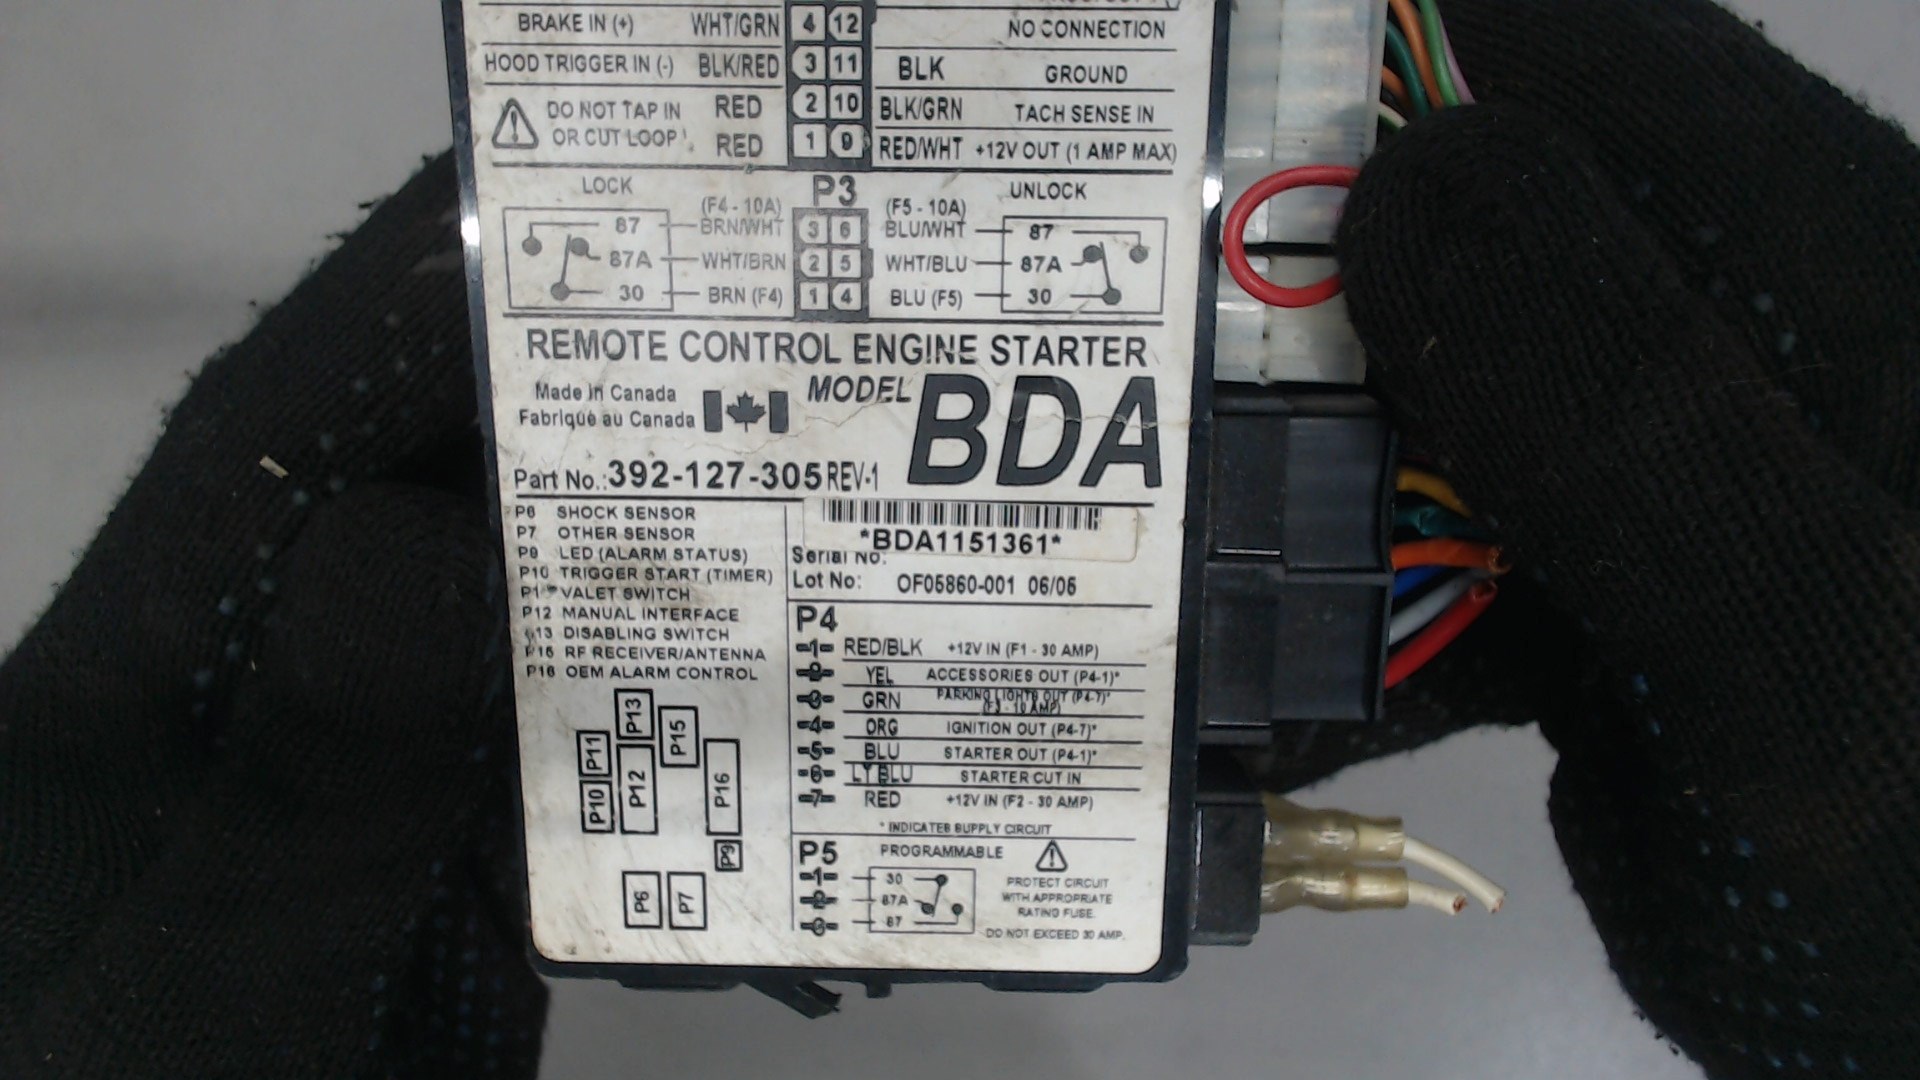 BRAKE IN (+) WHT/GRN 4 12 NO CONNECTION
HOOD TRIGGER IN (-) BLK/RED 3 11 BLK GROUND
DO NOT TAP IN RED 2 10 BLK/GRN TACH SENSE IN
OR CUT LOOP! RED 1 9 RED/WHT +12V OUT (1 AMP MAX)
LOCK P3 UNLOCK
(F4 - 10A) (F5 - 10A)
87 BRN/WHT 3 6 BLU/WHT 87
87A WHT/BRN 2 5 WHT/BLU 87A
30 BRN (F4) 1 4 BLU (F5) 30
REMOTE CONTROL ENGINE STARTER
Made in Canada
Fabriqué au Canada
MODEL BDA
Part No.: 392-127-305 REV-1
P6 SHOCK SENSOR
P7 OTHER SENSOR
P9 LED (ALARM STATUS)
P10 TRIGGER START (TIMER)
P11 VALET SWITCH
P12 MANUAL INTERFACE
P13 DISABLING SWITCH
P15 RF RECEIVER/ANTENNA
P16 OEM ALARM CONTROL
P13
P15
P11
P12
P16
P10
P9
P6
P7
*BDA1151361*
Serial No:
Lot No: OF05860-001 06/05
P4
1 RED/BLK +12V IN (F1 - 30 AMP)
2 YEL ACCESSORIES OUT (P4-1)*
3 GRN PARKING LIGHTS OUT (P4-7)*
(F3 - 10 AMP)
4 ORG IGNITION OUT (P4-7)*
5 BLU STARTER OUT (P4-1)*
6 LT BLU STARTER CUT IN
7 RED +12V IN (F2 - 30 AMP)
* INDICATES SUPPLY CIRCUIT
P5 PROGRAMMABLE
1 30
2 87A
3 87
PROTECT CIRCUIT
WITH APPROPRIATE
RATING FUSE.
DO NOT EXCEED 30 AMP.